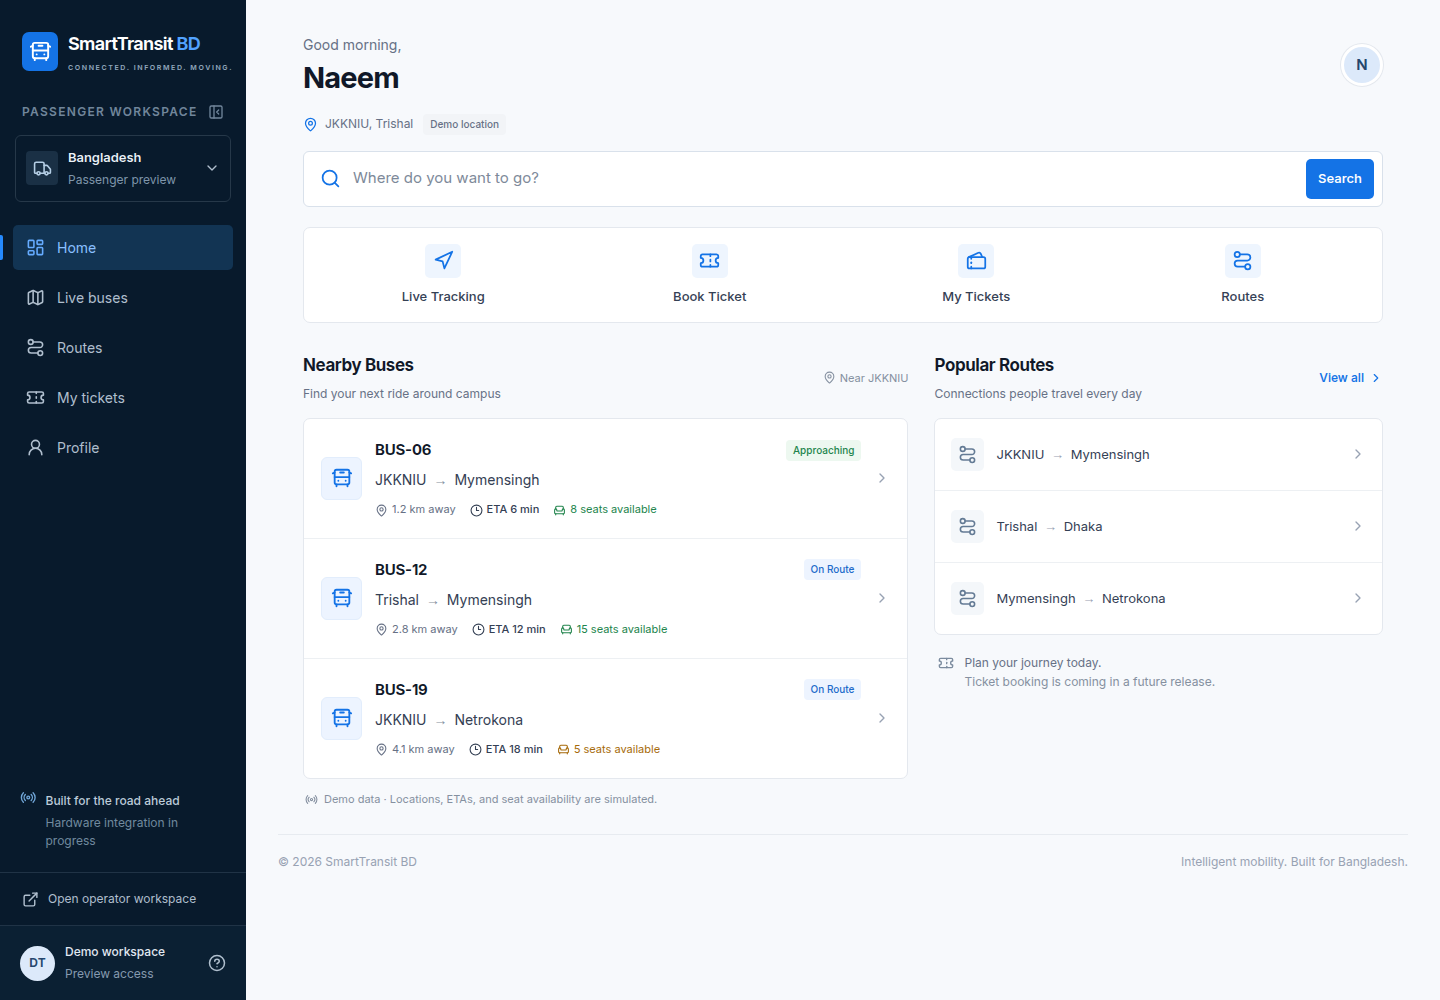 SmartTransit BD
CONNECTED. INFORMED. MOVING.
PASSENGER WORKSPACE
Bangladesh
Passenger preview
Home
Live buses
Routes
My tickets
Profile
Built for the road ahead
Hardware integration in
progress
Open operator workspace
DT
Demo workspace
Preview access
Good morning,
Naeem
N
JKKNIU, Trishal Demo location
Where do you want to go?
Search
Live Tracking
Book Ticket
My Tickets
Routes
Nearby Buses
Find your next ride around campus
Near JKKNIU
BUS-06
Approaching
JKKNIU → Mymensingh
1.2 km away ETA 6 min 8 seats available
BUS-12
On Route
Trishal → Mymensingh
2.8 km away ETA 12 min 15 seats available
BUS-19
On Route
JKKNIU → Netrokona
4.1 km away ETA 18 min 5 seats available
Demo data · Locations, ETAs, and seat availability are simulated.
Popular Routes
Connections people travel every day
View all
JKKNIU → Mymensingh
Trishal → Dhaka
Mymensingh → Netrokona
Plan your journey today.
Ticket booking is coming in a future release.
© 2026 SmartTransit BD
Intelligent mobility. Built for Bangladesh.